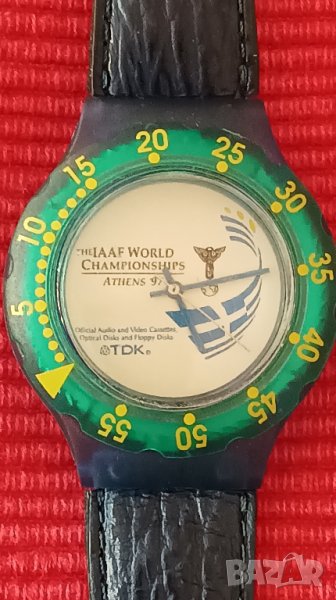 5
10
15
20
25
30
35
40
45
50
55
THE IAAF WORLD
CHAMPIONSHIPS
ATHENS '97
Official Audio and Video Cassettes,
Optical Disks and Floppy Disks
TDK®
BAZAR